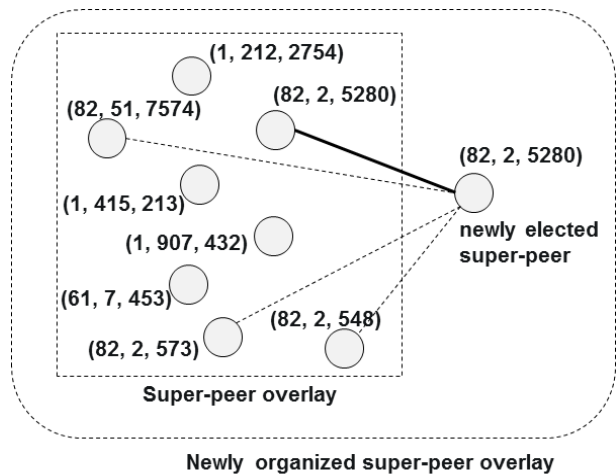 (1, 212, 2754)
(82, 51, 7574)
(82, 2, 5280)
(82, 2, 5280)
(1, 415, 213)
newly elected
super-peer
(1, 907, 432)
(61, 7, 453)
(82, 2, 548)
(82, 2, 573)
Super-peer overlay
Newly organized super-peer overlay